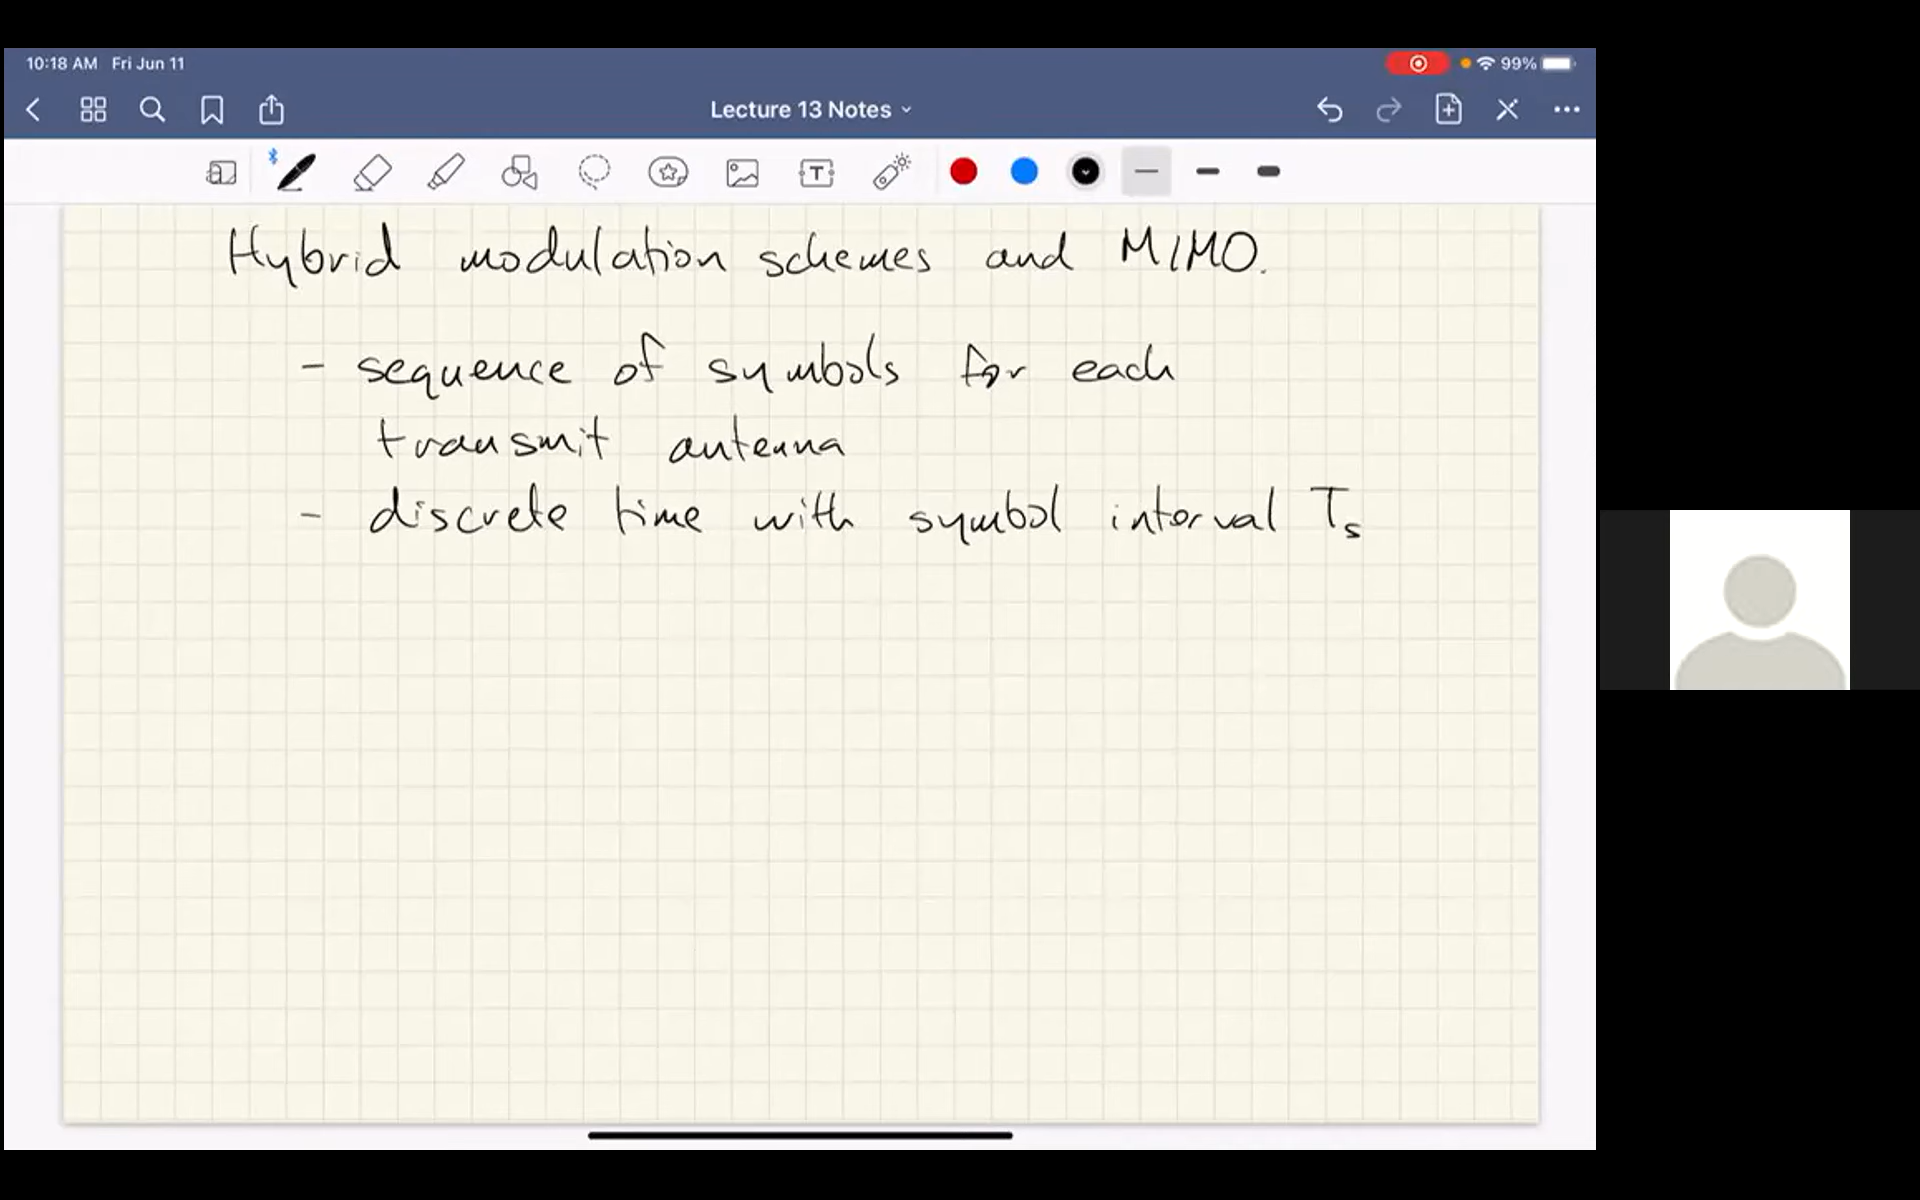 10:18 AM Fri Jun 11
99%
Lecture 13 Notes
T
Hybrid modulation schemes and MIMO.
- sequence of symbols for each
transmit antenna
- discrete time with symbol interval Ts